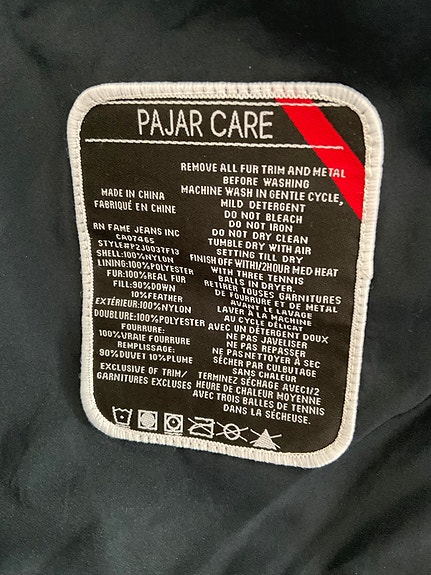 PAJAR CARE
MADE IN CHINA
FABRIQUÉ EN CHINE
RN FAME JEANS INC
CA07465
STYLE#P2J0037F13
SHELL:100%NYLON
LINING:100%POLYESTER
FUR:100%REAL FUR
FILL:90%DOWN
10%FEATHER
EXTÉRIEUR:100%NYLON
DOUBLURE:100%POLYESTER
FOURRURE:
100%VRAIE FOURRURE
REMPLISSAGE:
90%DUVET 10%PLUME
EXCLUSIVE OF TRIM/
GARNITURES EXCLUSES
REMOVE ALL FUR TRIM AND METAL
BEFORE WASHING
MACHINE WASH IN GENTLE CYCLE,
MILD DETERGENT
DO NOT BLEACH
DO NOT IRON
DO NOT DRY CLEAN
TUMBLE DRY WITH AIR
SETTING TILL DRY
FINISH OFF WITH1/2HOUR MED HEAT
WITH THREE TENNIS
BALLS IN DRYER.
RETIRER TOUSES GARNITURES
DE FOURRURE ET DE METAL
AVANT LE LAVAGE
LAVER À LA MACHINE
AU CYCLE DÉLICAT
AVEC UN DÉTERGENT DOUX
NE PAS JAVELISER
NE PAS REPASSER
NE PAS NETTOYER À SEC
SÉCHER PAR CULBUTAGE
SANS CHALEUR
TERMINEZ SÉCHAGE AVEC1/2
HEURE DE CHALEUR MOYENNE
AVEC TROIS BALLES DE TENNIS
DANS LA SÉCHEUSE.